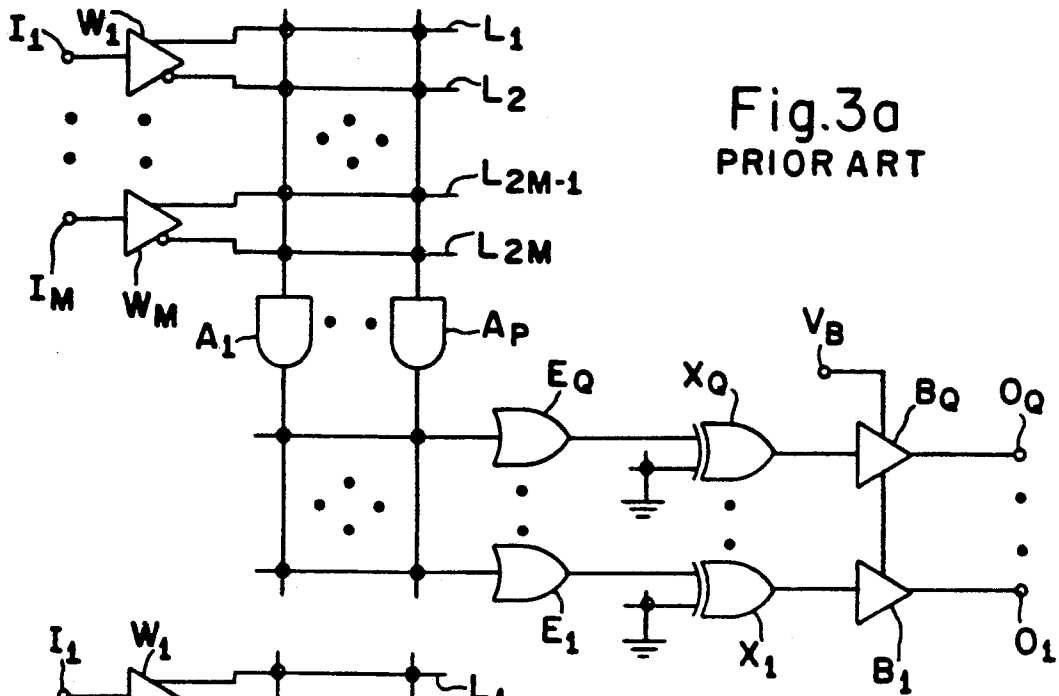 I1
W1
L1
L2
Fig.3a
PRIOR ART
L2M-1
L2M
IM
WM
A1
AP
VB
EQ
XQ
BQ
OQ
E1
X1
B1
O1
I1
W1
L1